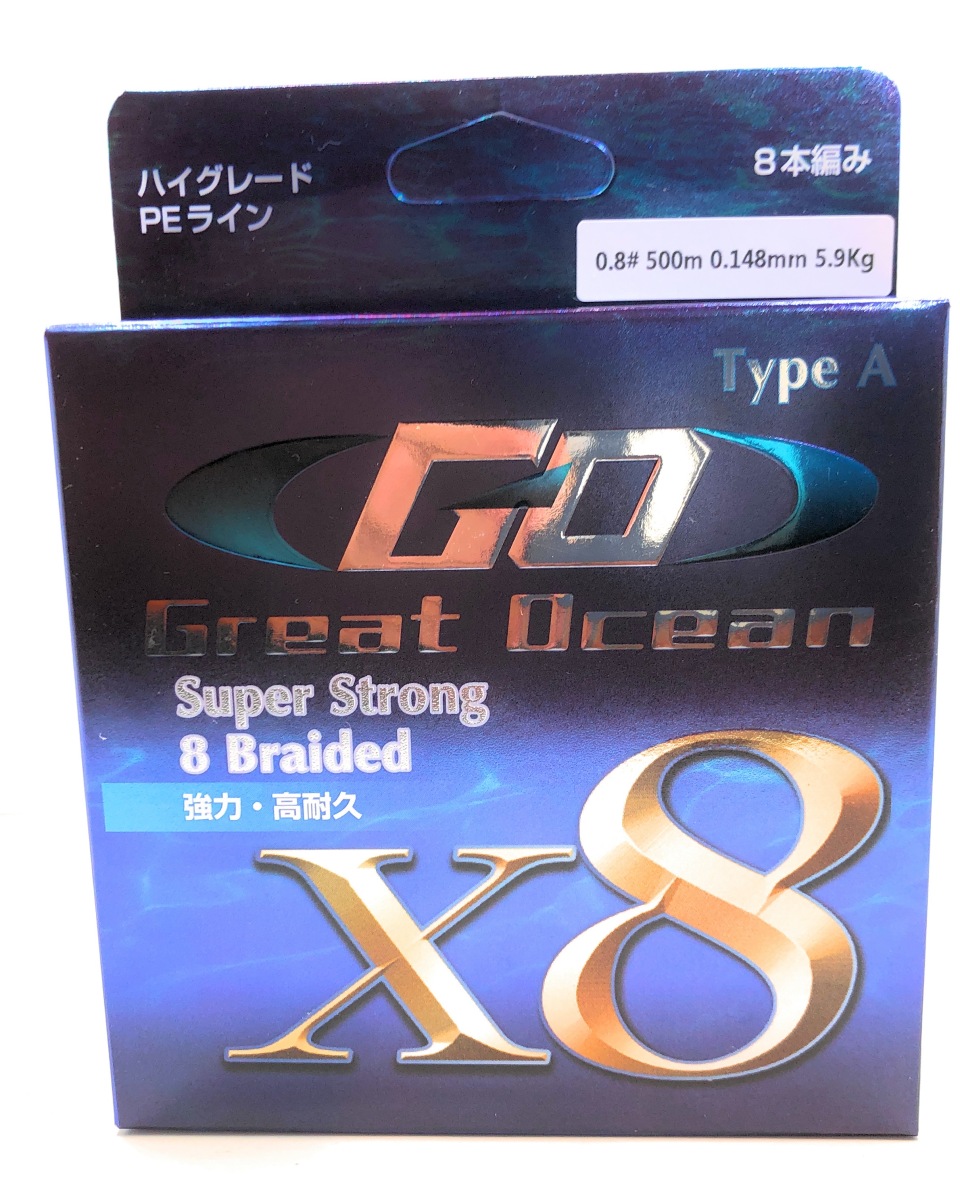 ハイグレード
PEライン
8本編み
0.8# 500m 0.148mm 5.9Kg
Type A
GO
Great Ocean
Super Strong
8 Braided
強力・高耐久
X8